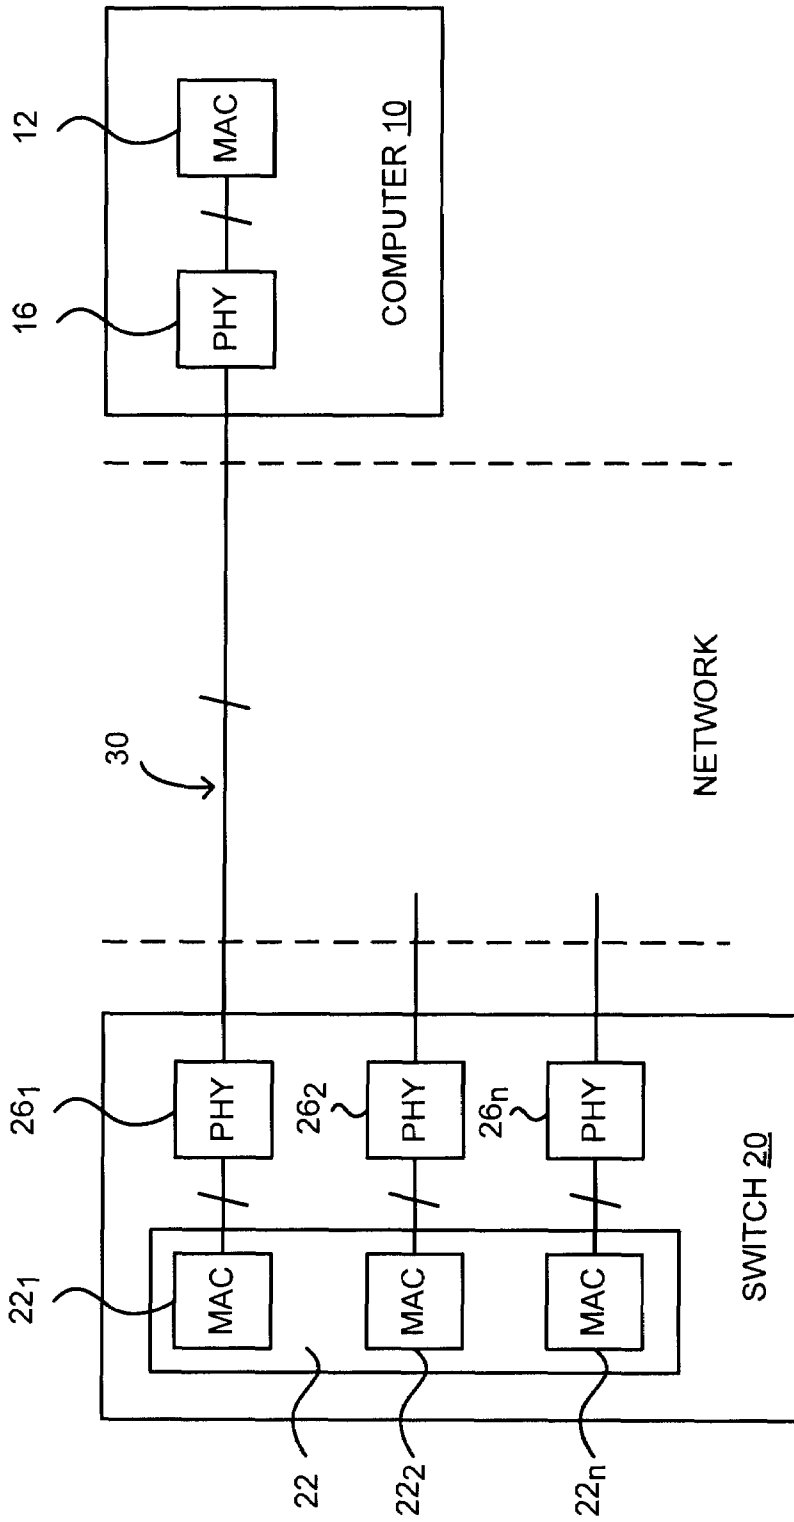 12
16
MAC
PHY
COMPUTER 10
30
NETWORK
26₁
22₁
PHY
MAC
26₂
PHY
MAC
26ₙ
PHY
MAC
SWITCH 20
22
22₂
22ₙ